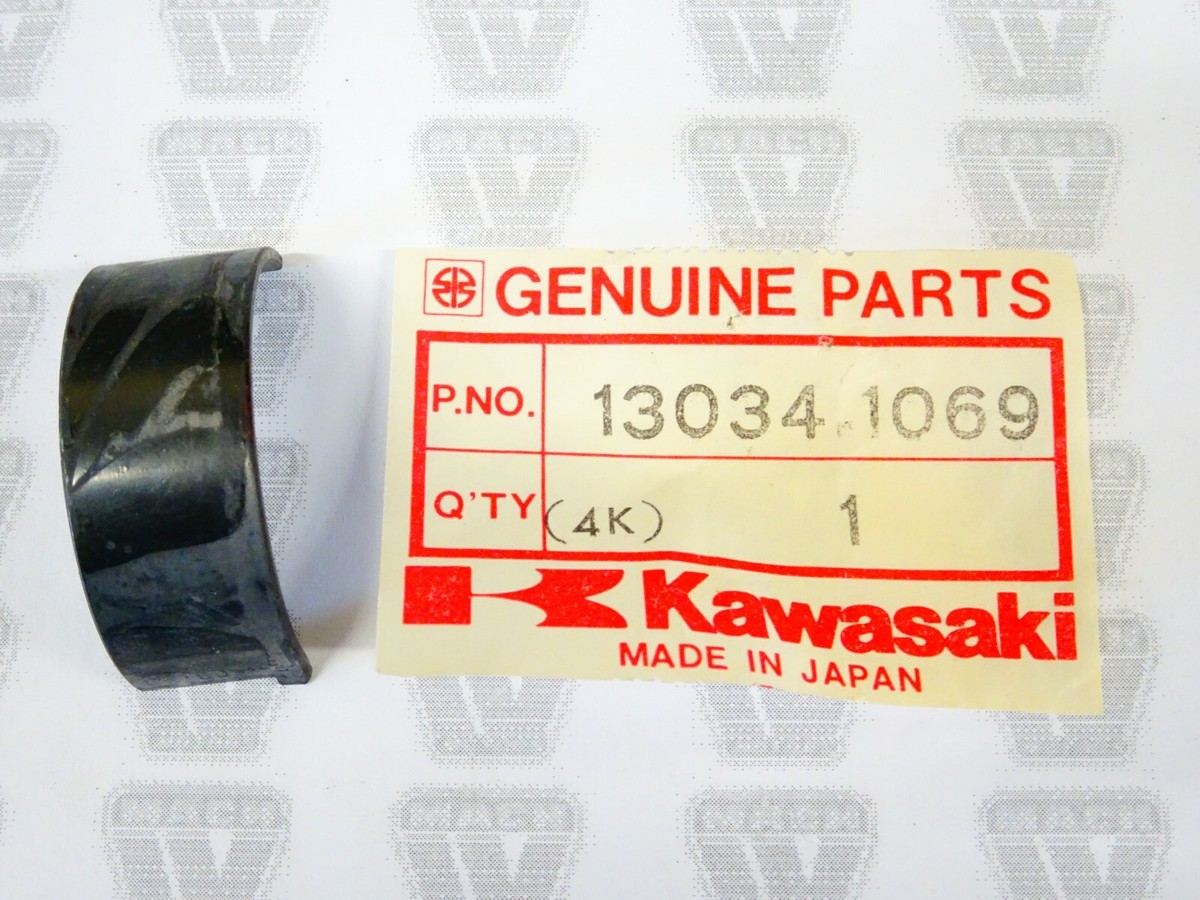 GENUINE PARTS
P.NO. 13034-1069
Q'TY (4K) 1
Kawasaki
MADE IN JAPAN